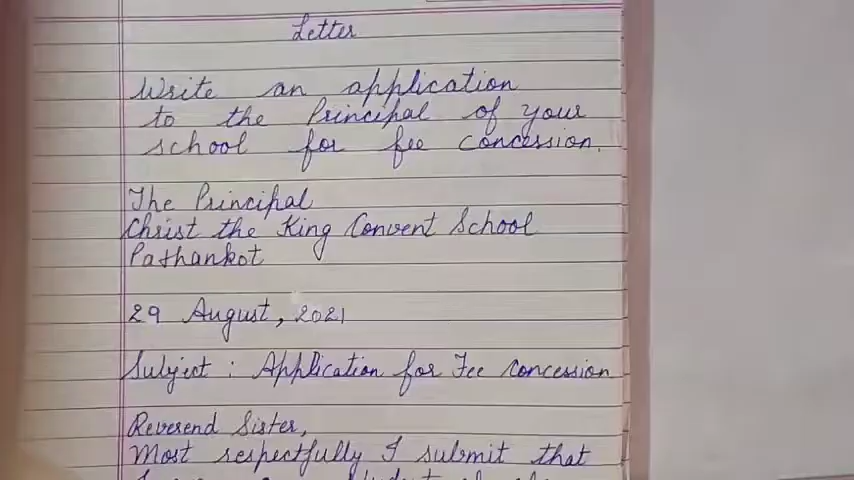 Letter
Write an application
to the Principal of your
school for fee concession.
The Principal
Christ the King Convent School
Pathankot
29 August, 2021
Subject : Application for Fee Concession
Reverend Sister,
Most respectfully I submit that